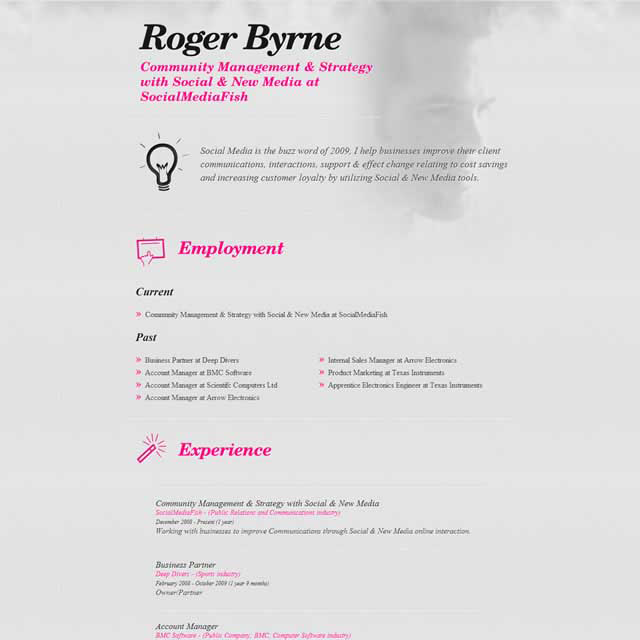 Roger Byrne
Community Management & Strategy
with Social & New Media at
SocialMediaFish
Social Media is the buzz word of 2009, I help businesses improve their client
communications, interactions, support & effect change relating to cost savings
and increasing customer loyalty by utilizing Social & New Media tools.
Employment
Current
» Community Management & Strategy with Social & New Media at SocialMediaFish
Past
» Business Partner at Deep Divers
» Account Manager at BMC Software
» Account Manager at Scientific Computers Ltd
» Account Manager at Arrow Electronics
» Internal Sales Manager at Arrow Electronics
» Product Marketing at Texas Instruments
» Apprentice Electronics Engineer at Texas Instruments
Experience
Community Management & Strategy with Social & New Media
SocialMediaFish - (Public Relations and Communications industry)
December 2008 - Present (1 year)
Working with businesses to improve Communications through Social & New Media online interaction.
Business Partner
Deep Divers - (Sports industry)
February 2008 - October 2009 (1 year 9 months)
Owner/Partner
Account Manager
BMC Software - (Public Company, BMC, Computer Software industry)